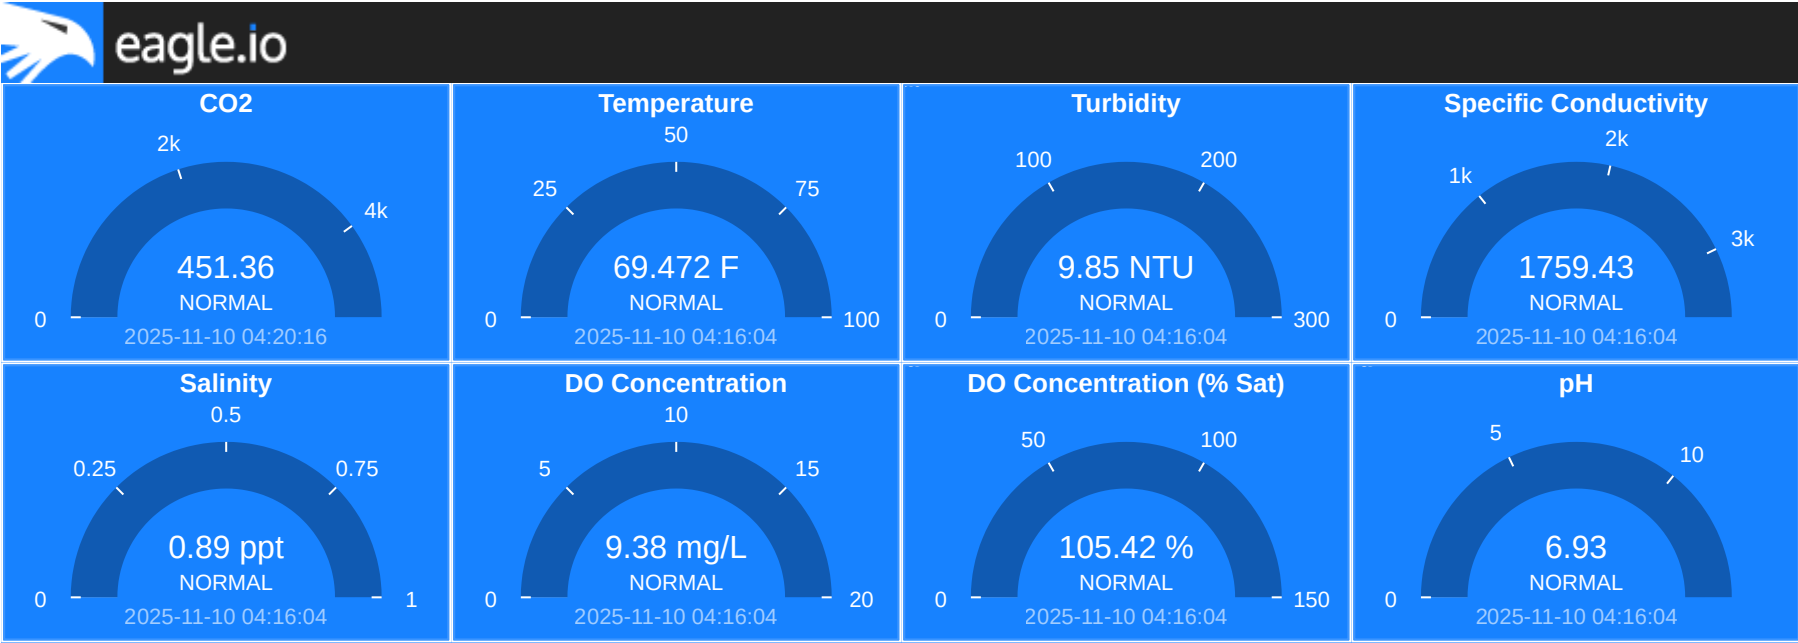 eagle.io
CO2
2k
4k
0
451.36
NORMAL
2025-11-10 04:20:16
Temperature
50
25
75
0
100
69.472 F
NORMAL
2025-11-10 04:16:04
Turbidity
100
200
0
300
9.85 NTU
NORMAL
2025-11-10 04:16:04
Specific Conductivity
2k
1k
3k
0
1759.43
NORMAL
2025-11-10 04:16:04
Salinity
0.5
0.25
0.75
0
1
0.89 ppt
NORMAL
2025-11-10 04:16:04
DO Concentration
10
5
15
0
20
9.38 mg/L
NORMAL
2025-11-10 04:16:04
DO Concentration (% Sat)
50
100
0
150
105.42 %
NORMAL
2025-11-10 04:16:04
pH
5
10
0
6.93
NORMAL
2025-11-10 04:16:04